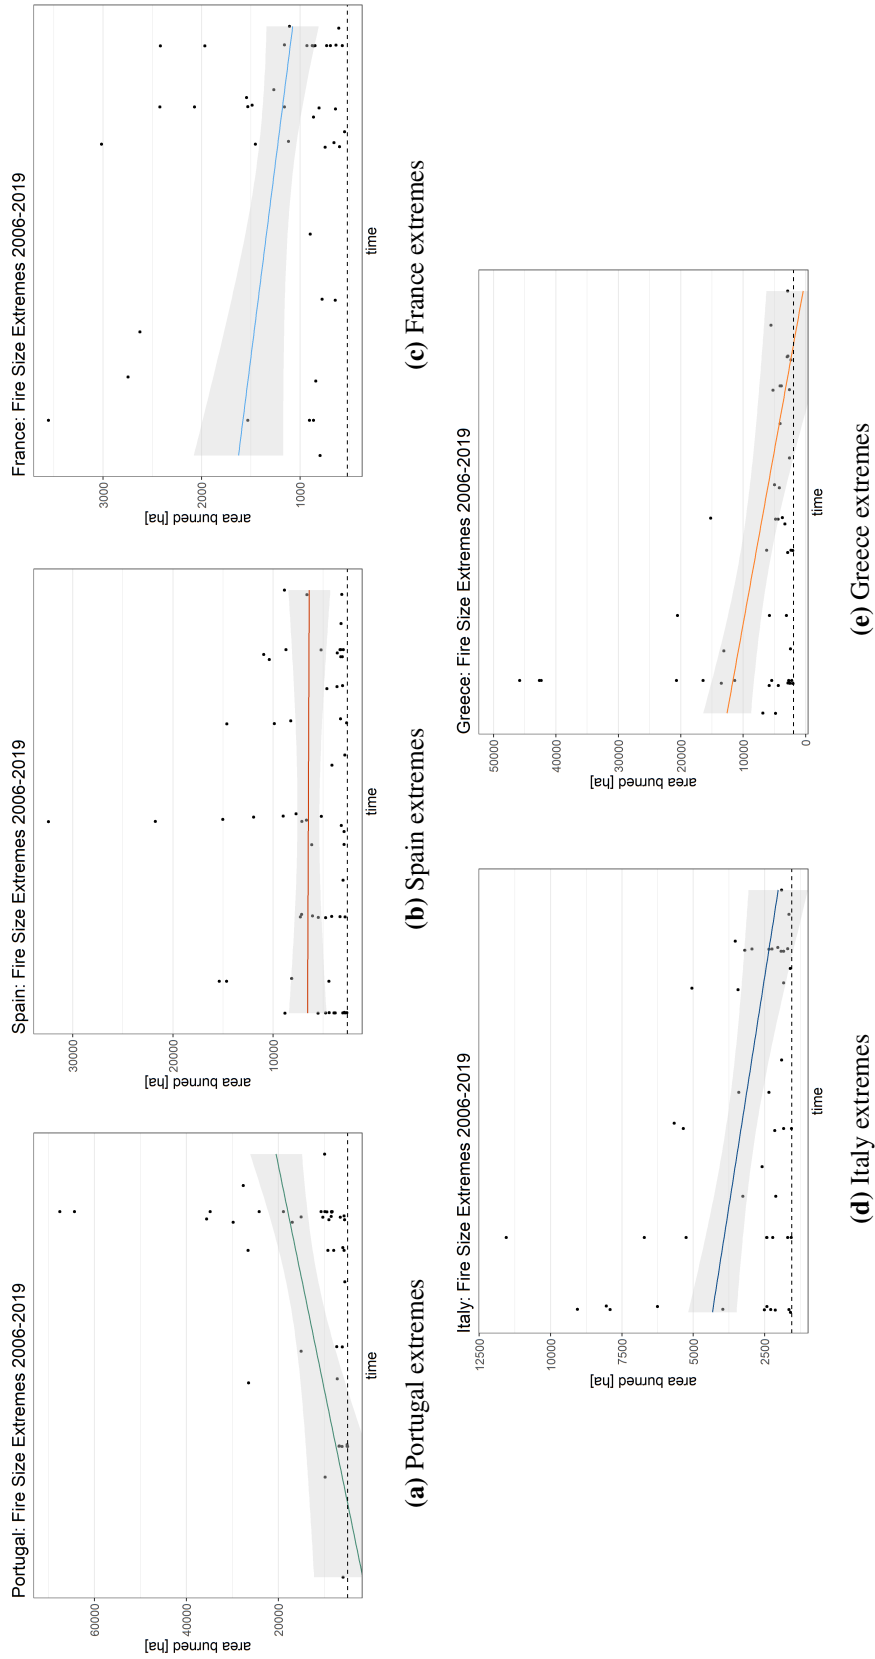 Portugal: Fire Size Extremes 2006-2019
area burned [ha]
60000
40000
20000
time
(a) Portugal extremes
Spain: Fire Size Extremes 2006-2019
area burned [ha]
30000
20000
10000
time
(b) Spain extremes
France: Fire Size Extremes 2006-2019
area burned [ha]
3000
2000
1000
time
(c) France extremes
Italy: Fire Size Extremes 2006-2019
area burned [ha]
12500
10000
7500
5000
2500
time
(d) Italy extremes
Greece: Fire Size Extremes 2006-2019
area burned [ha]
50000
40000
30000
20000
10000
0
time
(e) Greece extremes